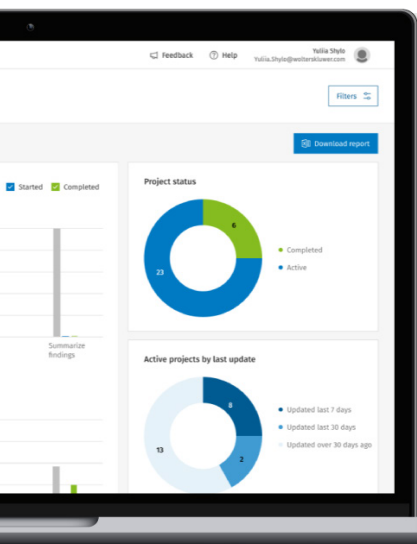 Feedback
Help
Yuliia Shylo
Yuliia.Shylo@wolterskluwer.com
Filters
Download report
Started
Completed
Project status
6
23
Completed
Active
Summarize
findings
Active projects by last update
8
2
13
Updated last 7 days
Updated last 30 days
Updated over 30 days ago